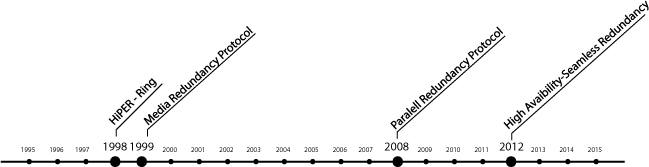 HiPER - Ring
Media Redundancy Protocol
Paralell Redundancy Protocol
High Avaibility-Seamless Redundancy
1995 1996 1997 1998 1999 2000 2001 2002 2003 2004 2005 2006 2007 2008 2009 2010 2011 2012 2013 2014 2015